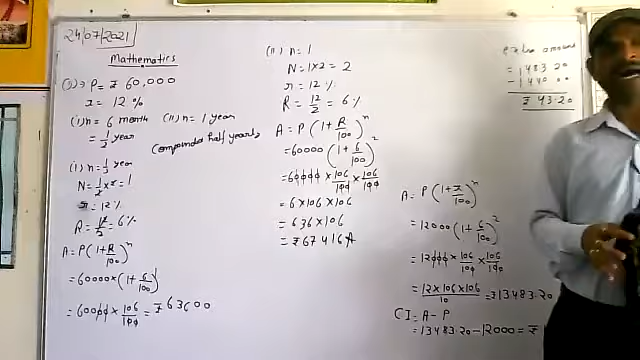 24/07/2021
Mathematics
(3) → P = ₹ 60,000
r = 12 %
(i) n = 6 month (ii) n = 1 year
= 1/2 year
(compounded half yearly)
(i) n = 1/2 year
N = 1/2 × 2 = 1
r = 12 %
R = 12/2 = 6 %
A = P(1+R/100)^n
= 60000 × (1+6/100)^1
= 60000 × 106/100 = ₹ 63600
(ii) n = 1
N = 1×2 = 2
r = 12 %
R = 12/2 = 6 %
A = P(1+R/100)^n
= 60000 (1+6/100)^2
= 60000 × 106/100 × 106/100
= 6 × 106 × 106
= 636 × 106
= ₹ 67416 A
extra amount
= 1483.20
- 1440.00
₹ 43.20
A = P(1+r/100)^n
= 12000 (1+6/100)^2
= 12000 × 106/100 × 106/100
= 12×106×106/10 = ₹13483.20
CI = A - P
= 13483.20 - 12000 = ₹